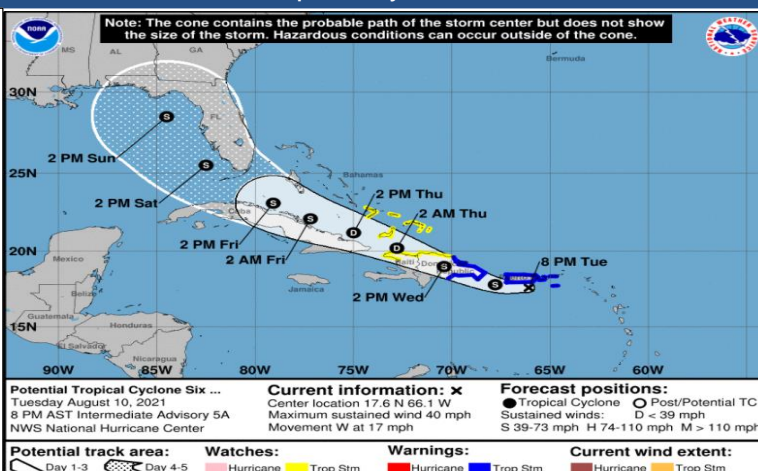 Note: The cone contains the probable path of the storm center but does not show
the size of the storm. Hazardous conditions can occur outside of the cone.
NOAA
MS
AL
GA
Bermuda
30N
FL
S
2 PM Sun
25N
S
2 PM Sat
Bahamas
2 PM Thu
S
Cuba
2 AM Thu
S
D
2 PM Fri
20N
D
8 PM Tue
2 AM Fri
S
Mexico
Jamaica
2 PM Wed
S
Belize
Guatemala
Honduras
15N
El Salvador
Nicaragua
90W 85W 80W 75W 70W 65W 60W
Potential Tropical Cyclone Six ...
Tuesday August 10, 2021
8 PM AST Intermediate Advisory 5A
NWS National Hurricane Center
Current information: x
Center location 17.6 N 66.1 W
Maximum sustained wind 40 mph
Movement W at 17 mph
Forecast positions:
● Tropical Cyclone ○ Post/Potential TC
Sustained winds: D < 39 mph
S 39-73 mph H 74-110 mph M > 110 mph
Potential track area:
Day 1-3 Day 4-5
Watches:
Hurricane Trop Stm
Warnings:
Hurricane Trop Stm
Current wind extent:
Hurricane Trop Stm